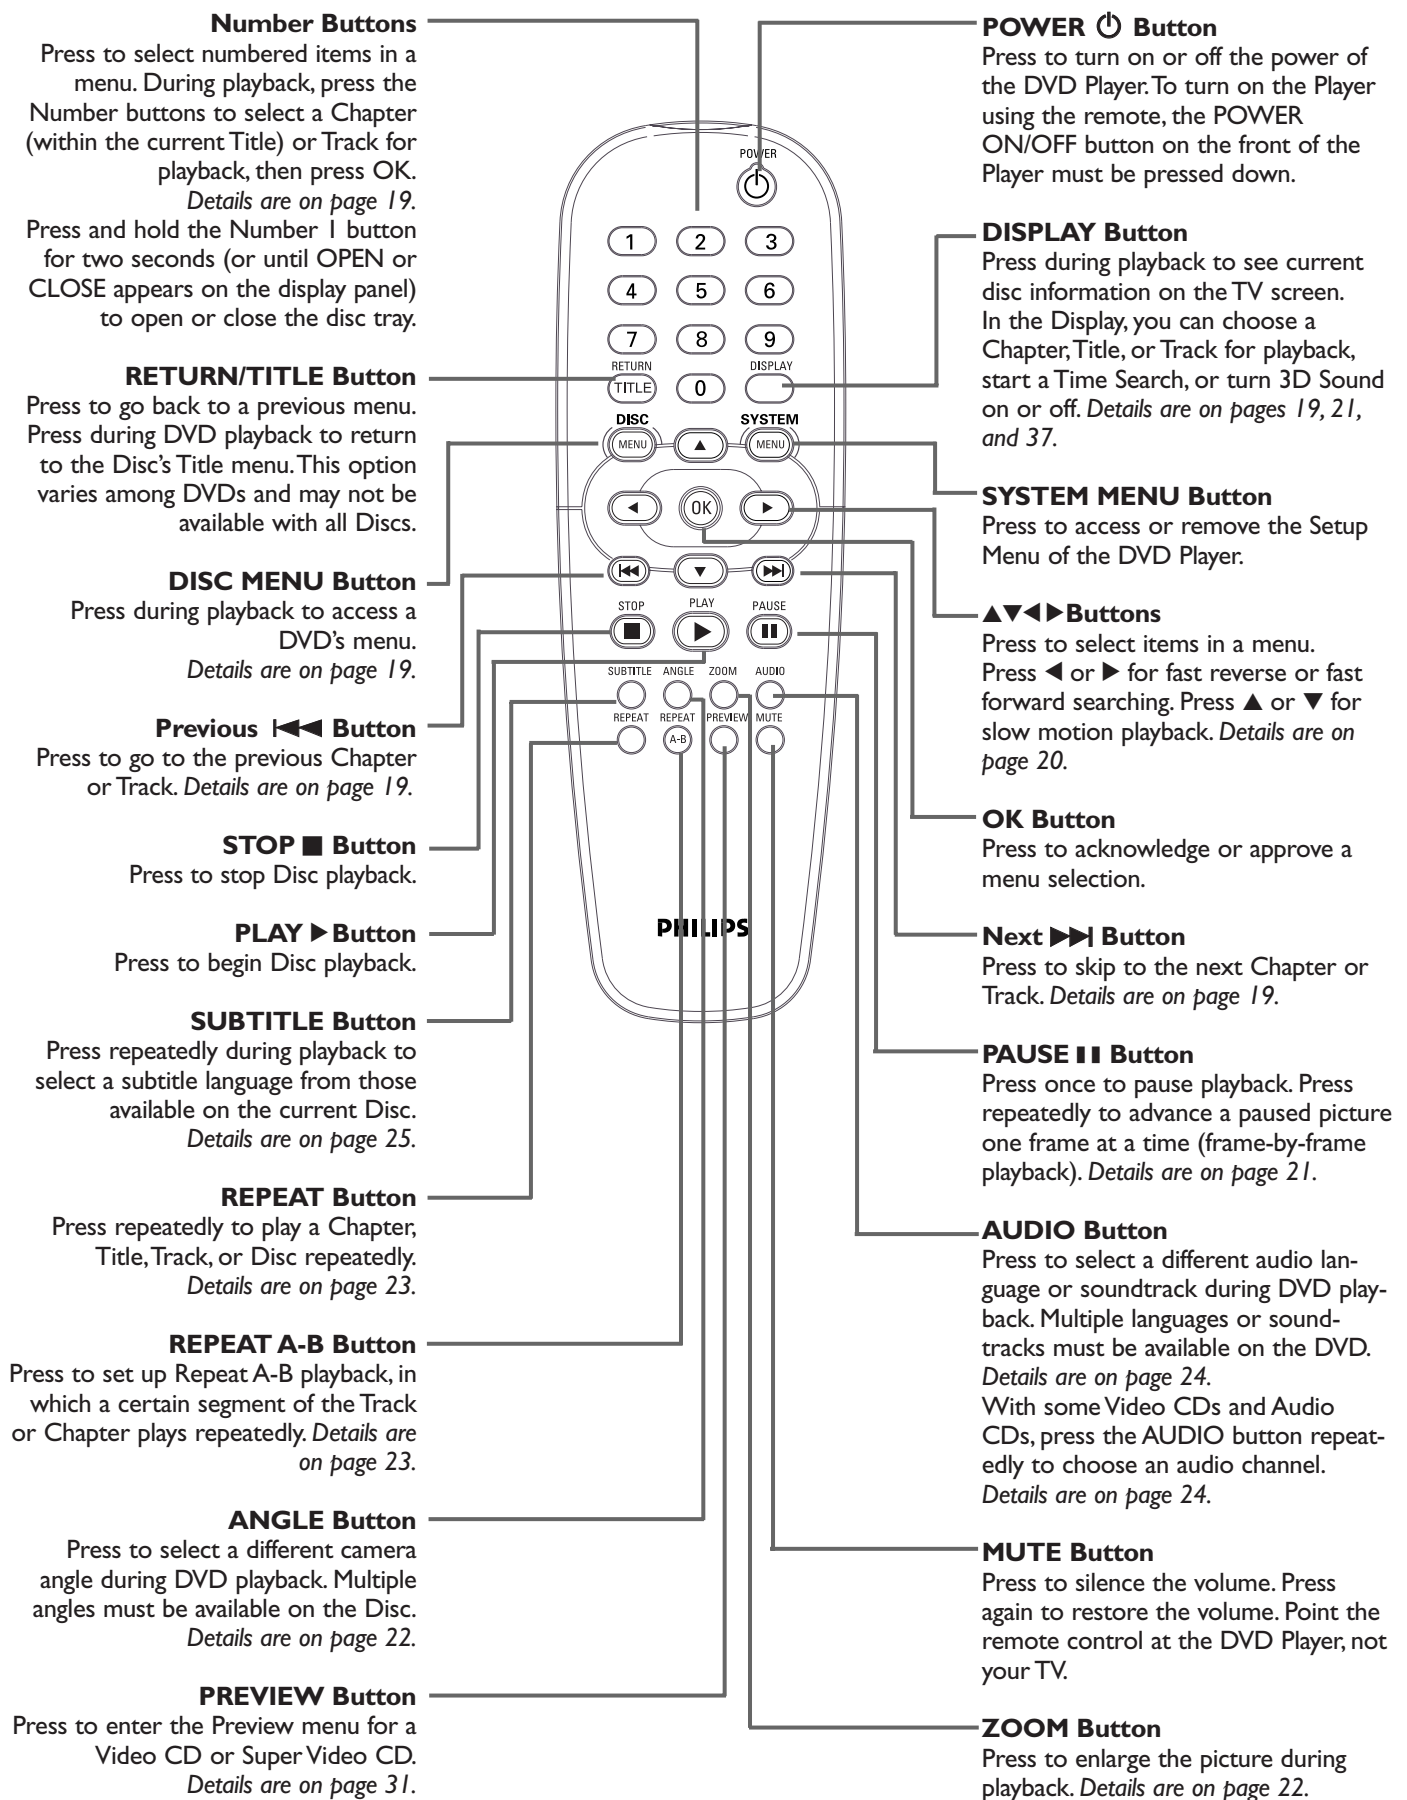 Number Buttons
Press to select numbered items in a
menu. During playback, press the
Number buttons to select a Chapter
(within the current Title) or Track for
playback, then press OK.
Details are on page 19.
Press and hold the Number 1 button
for two seconds (or until OPEN or
CLOSE appears on the display panel)
to open or close the disc tray.
RETURN/TITLE Button
Press to go back to a previous menu.
Press during DVD playback to return
to the Disc's Title menu. This option
varies among DVDs and may not be
available with all Discs.
DISC MENU Button
Press during playback to access a
DVD's menu.
Details are on page 19.
Previous ⏮ Button
Press to go to the previous Chapter
or Track. Details are on page 19.
STOP ■ Button
Press to stop Disc playback.
PLAY ▶ Button
Press to begin Disc playback.
SUBTITLE Button
Press repeatedly during playback to
select a subtitle language from those
available on the current Disc.
Details are on page 25.
REPEAT Button
Press repeatedly to play a Chapter,
Title, Track, or Disc repeatedly.
Details are on page 23.
REPEAT A-B Button
Press to set up Repeat A-B playback, in
which a certain segment of the Track
or Chapter plays repeatedly. Details are
on page 23.
ANGLE Button
Press to select a different camera
angle during DVD playback. Multiple
angles must be available on the Disc.
Details are on page 22.
PREVIEW Button
Press to enter the Preview menu for a
Video CD or Super Video CD.
Details are on page 31.
POWER
1 2 3
4 5 6
7 8 9
RETURN DISPLAY
TITLE 0
DISC SYSTEM
MENU ▲ MENU
◀ OK ▶
⏮ ▼ ⏭
STOP PLAY PAUSE
■ ▶ ❚❚
SUBTITLE ANGLE ZOOM AUDIO
REPEAT REPEAT PREVIEW MUTE
A-B
PHILIPS
POWER ⏻ Button
Press to turn on or off the power of
the DVD Player. To turn on the Player
using the remote, the POWER
ON/OFF button on the front of the
Player must be pressed down.
DISPLAY Button
Press during playback to see current
disc information on the TV screen.
In the Display, you can choose a
Chapter, Title, or Track for playback,
start a Time Search, or turn 3D Sound
on or off. Details are on pages 19, 21,
and 37.
SYSTEM MENU Button
Press to access or remove the Setup
Menu of the DVD Player.
▲▼◀ ▶Buttons
Press to select items in a menu.
Press ◀ or ▶ for fast reverse or fast
forward searching. Press ▲ or ▼ for
slow motion playback. Details are on
page 20.
OK Button
Press to acknowledge or approve a
menu selection.
Next ⏭ Button
Press to skip to the next Chapter or
Track. Details are on page 19.
PAUSE ❚❚ Button
Press once to pause playback. Press
repeatedly to advance a paused picture
one frame at a time (frame-by-frame
playback). Details are on page 21.
AUDIO Button
Press to select a different audio lan-
guage or soundtrack during DVD play-
back. Multiple languages or sound-
tracks must be available on the DVD.
Details are on page 24.
With some Video CDs and Audio
CDs, press the AUDIO button repeat-
edly to choose an audio channel.
Details are on page 24.
MUTE Button
Press to silence the volume. Press
again to restore the volume. Point the
remote control at the DVD Player, not
your TV.
ZOOM Button
Press to enlarge the picture during
playback. Details are on page 22.